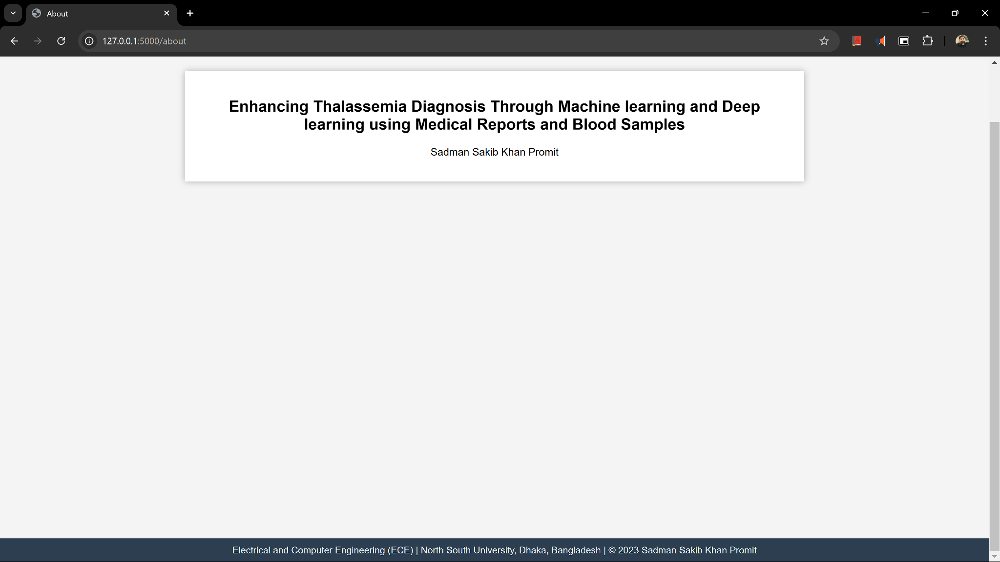 About
127.0.0.1:5000/about
Enhancing Thalassemia Diagnosis Through Machine learning and Deep
learning using Medical Reports and Blood Samples
Sadman Sakib Khan Promit
Electrical and Computer Engineering (ECE) | North South University, Dhaka, Bangladesh | © 2023 Sadman Sakib Khan Promit